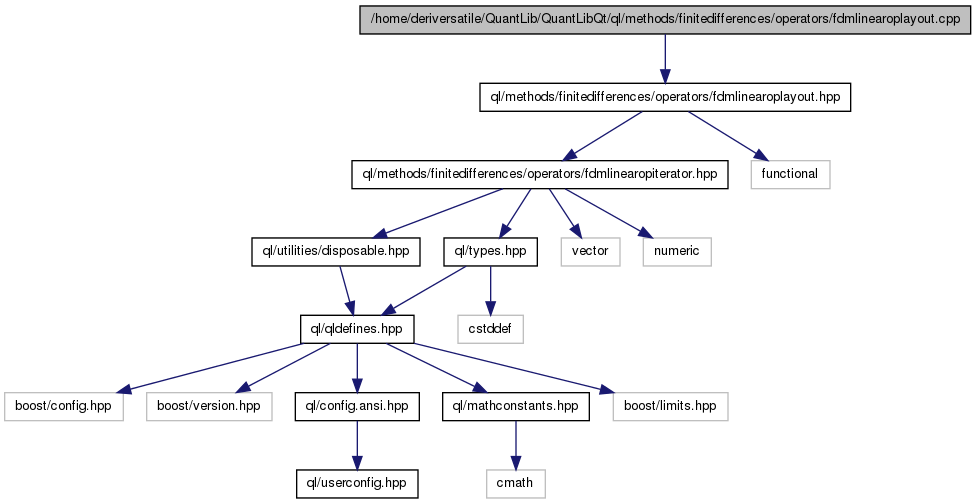 /home/deriversatile/QuantLib/QuantLibQt/ql/methods/finitedifferences/operators/fdmlinearoplayout.cpp
ql/methods/finitedifferences/operators/fdmlinearoplayout.hpp
ql/methods/finitedifferences/operators/fdmlinearopiterator.hpp
functional
ql/utilities/disposable.hpp
ql/types.hpp
vector
numeric
ql/qldefines.hpp
cstddef
boost/config.hpp
boost/version.hpp
ql/config.ansi.hpp
ql/mathconstants.hpp
boost/limits.hpp
ql/userconfig.hpp
cmath